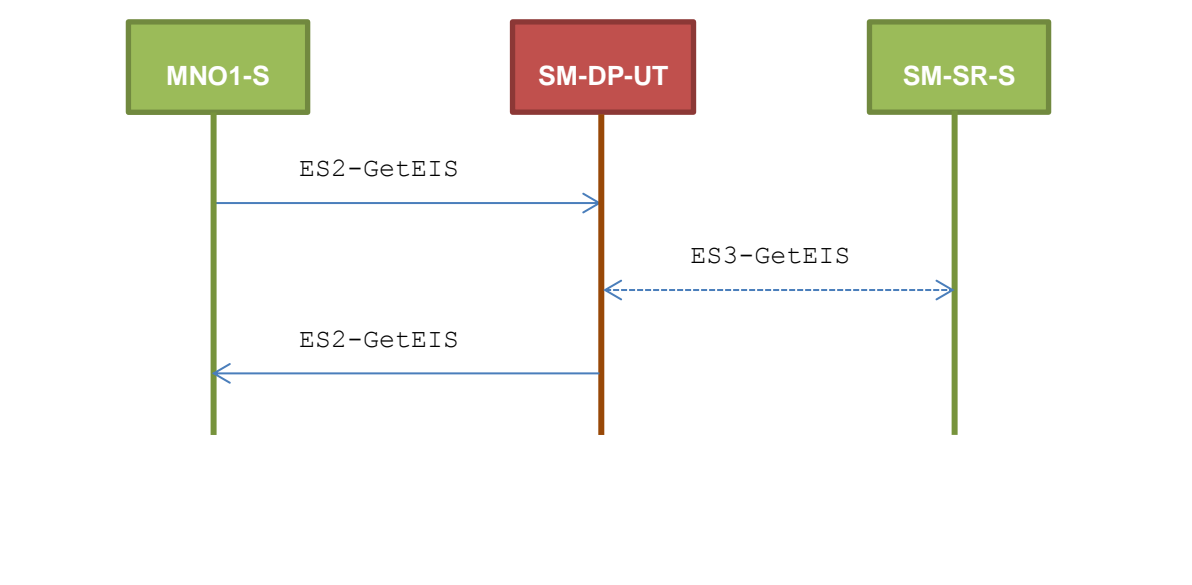 MNO1-S
SM-DP-UT
SM-SR-S
ES2-GetEIS
ES3-GetEIS
ES2-GetEIS